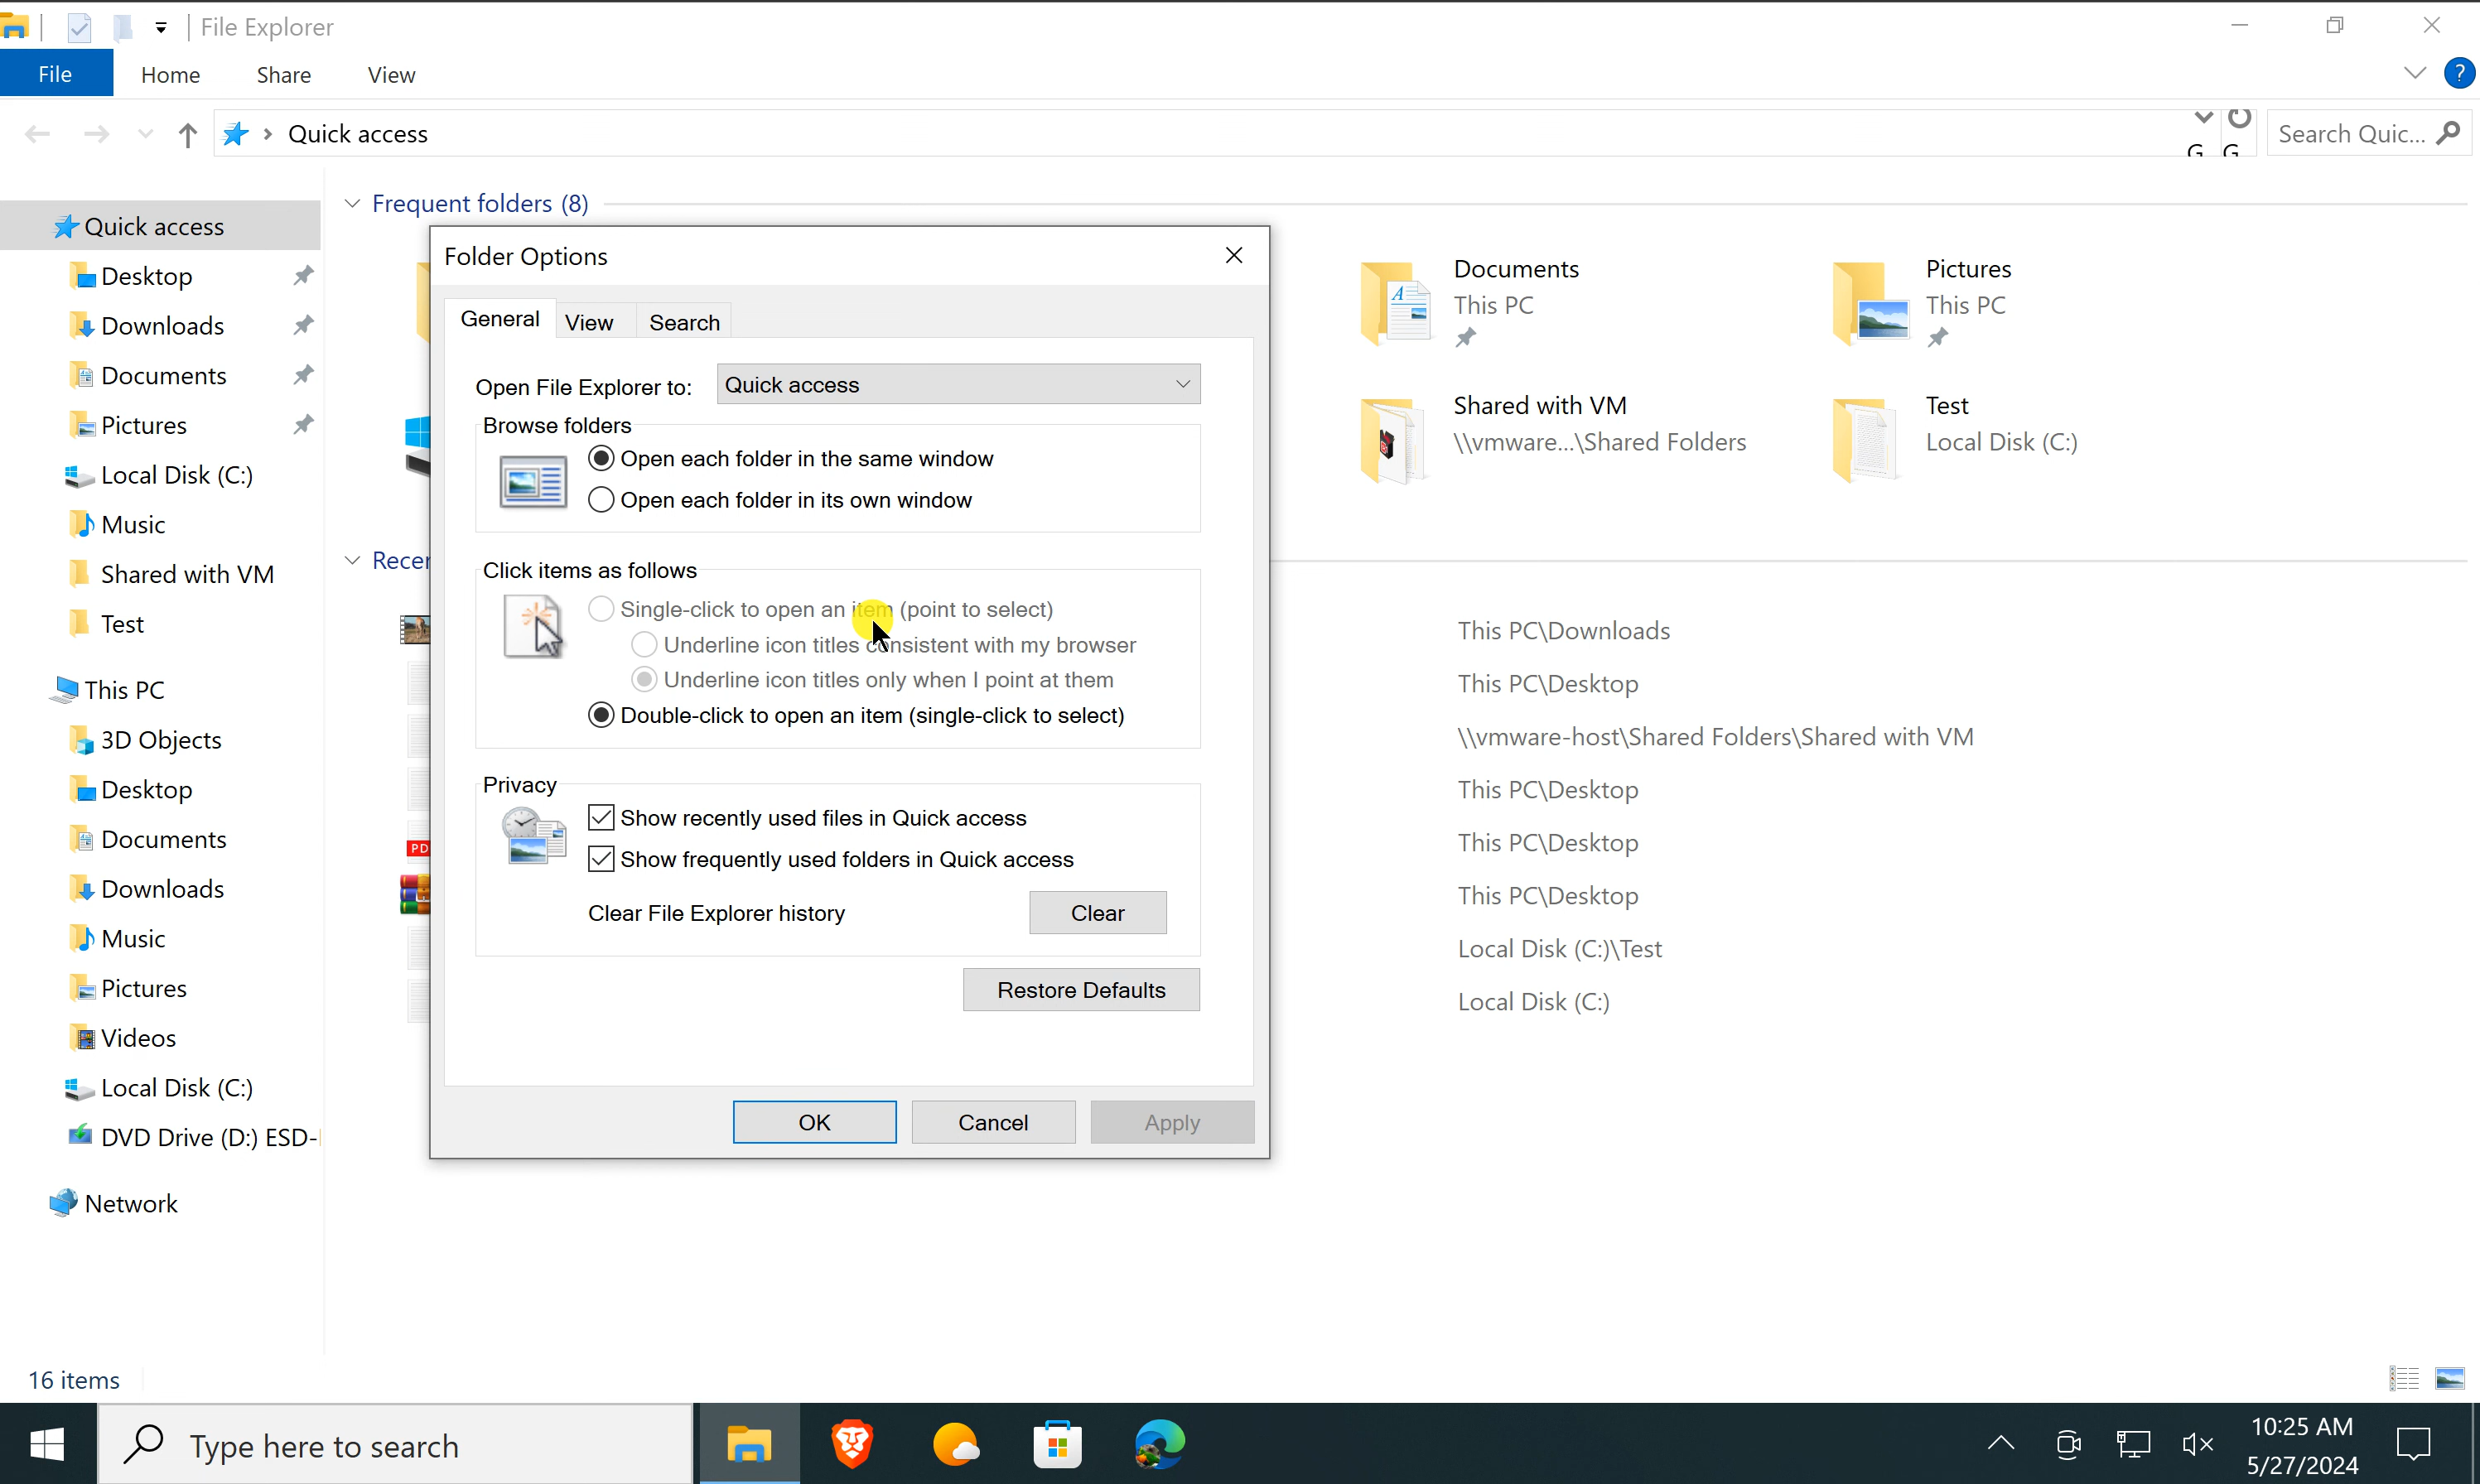 File Explorer
File Home Share View
?
Quick access
G G
Search Quic...
Quick access
Desktop
Downloads
Documents
Pictures
Local Disk (C:)
Music
Shared with VM
Test
This PC
3D Objects
Desktop
Documents
Downloads
Music
Pictures
Videos
Local Disk (C:)
DVD Drive (D:) ESD-
Network
Frequent folders (8)
Documents
This PC
Pictures
This PC
Shared with VM
\\vmware...\Shared Folders
Test
Local Disk (C:)
This PC\Downloads
This PC\Desktop
\\vmware-host\Shared Folders\Shared with VM
This PC\Desktop
This PC\Desktop
This PC\Desktop
Local Disk (C:)\Test
Local Disk (C:)
Folder Options
General View Search
Open File Explorer to: Quick access
Browse folders
Open each folder in the same window
Open each folder in its own window
Click items as follows
Single-click to open an item (point to select)
Underline icon titles consistent with my browser
Underline icon titles only when I point at them
Double-click to open an item (single-click to select)
Privacy
Show recently used files in Quick access
Show frequently used folders in Quick access
Clear File Explorer history Clear
Restore Defaults
OK Cancel Apply
16 items
Type here to search
10:25 AM
5/27/2024